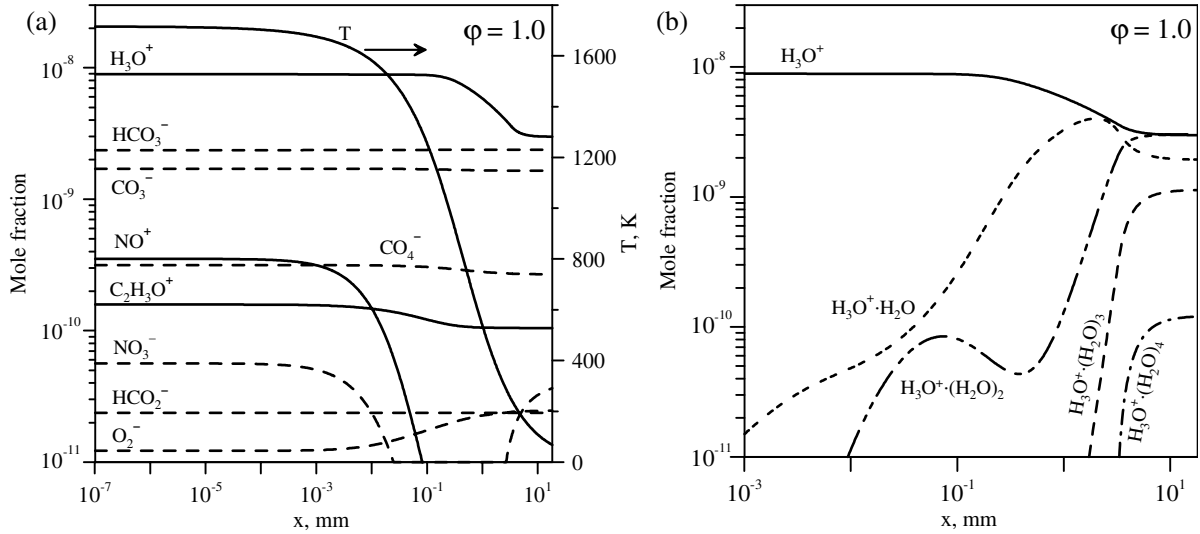 (a)
T
φ = 1.0
H₃O⁺
HCO₃⁻
CO₃⁻
NO⁺
CO₄⁻
C₂H₃O⁺
NO₃⁻
HCO₂⁻
O₂⁻
Mole fraction
10⁻⁸
10⁻⁹
10⁻¹⁰
10⁻¹¹
1600
1200
800
400
0
T, K
10⁻⁷
10⁻⁵
10⁻³
10⁻¹
10¹
x, mm
(b)
φ = 1.0
H₃O⁺
H₃O⁺·H₂O
H₃O⁺·(H₂O)₂
H₃O⁺·(H₂O)₃
H₃O⁺·(H₂O)₄
Mole fraction
10⁻⁸
10⁻⁹
10⁻¹⁰
10⁻¹¹
10⁻³
10⁻¹
10¹
x, mm